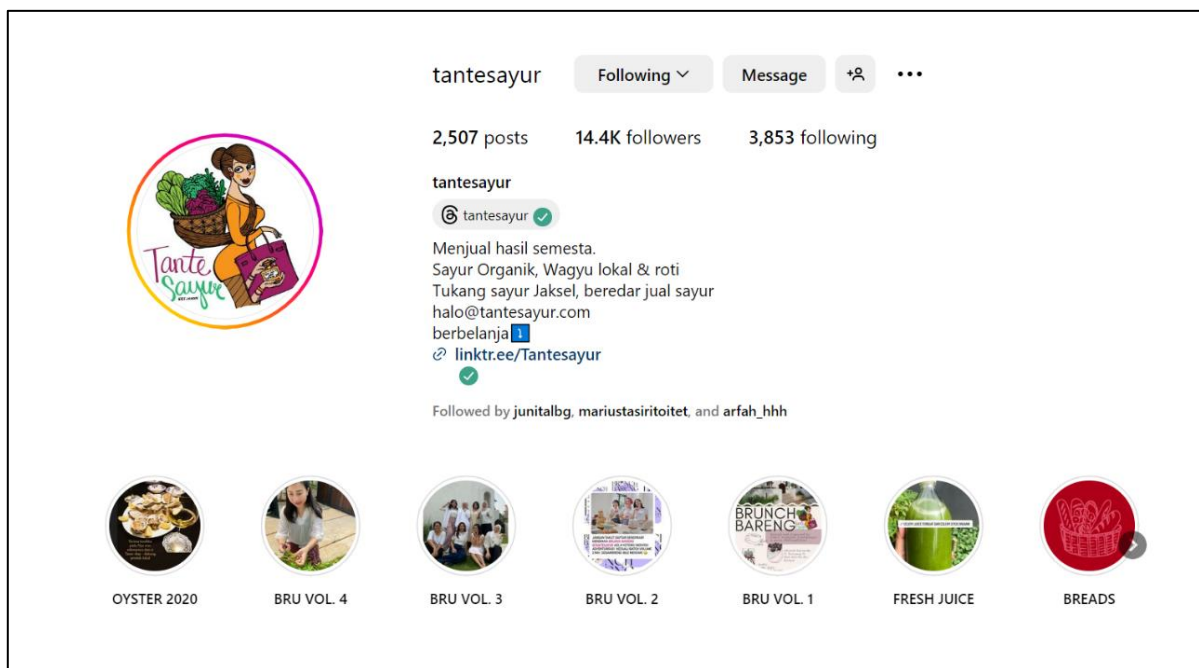 tantesayur Following Message
2,507 posts 14.4K followers 3,853 following
tantesayur
tantesayur
Menjual hasil semesta.
Sayur Organik, Wagyu lokal & roti
Tukang sayur Jaksel, beredar jual sayur
halo@tantesayur.com
berbelanja
linktr.ee/Tantesayur
Followed by junitalbg, mariustasiritoitet, and arfah_hhh
Tante
Sayur
BRUNCH
BARENG
OYSTER 2020 BRU VOL. 4 BRU VOL. 3 BRU VOL. 2 BRU VOL. 1 FRESH JUICE BREADS